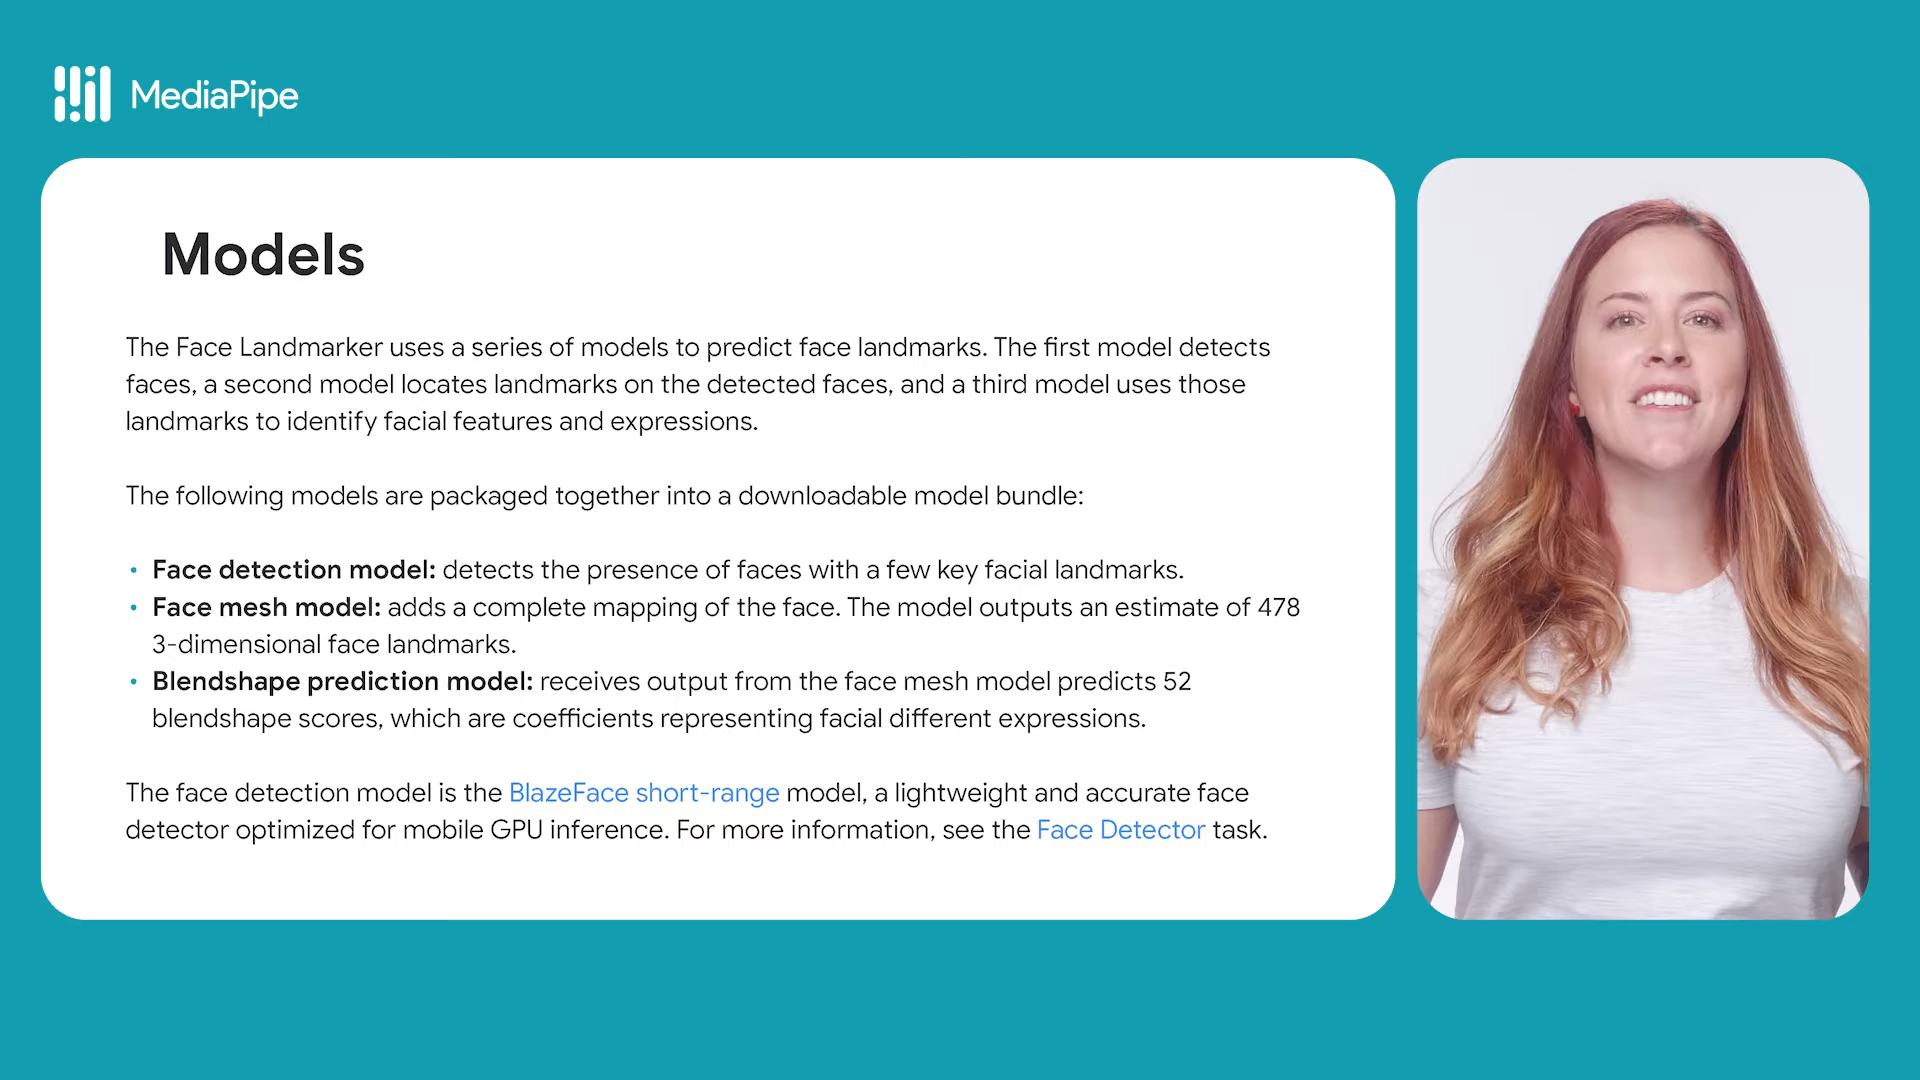 MediaPipe
Models
The Face Landmarker uses a series of models to predict face landmarks. The first model detects
faces, a second model locates landmarks on the detected faces, and a third model uses those
landmarks to identify facial features and expressions.
The following models are packaged together into a downloadable model bundle:
• Face detection model: detects the presence of faces with a few key facial landmarks.
• Face mesh model: adds a complete mapping of the face. The model outputs an estimate of 478
3-dimensional face landmarks.
• Blendshape prediction model: receives output from the face mesh model predicts 52
blendshape scores, which are coefficients representing facial different expressions.
The face detection model is the BlazeFace short-range model, a lightweight and accurate face
detector optimized for mobile GPU inference. For more information, see the Face Detector task.